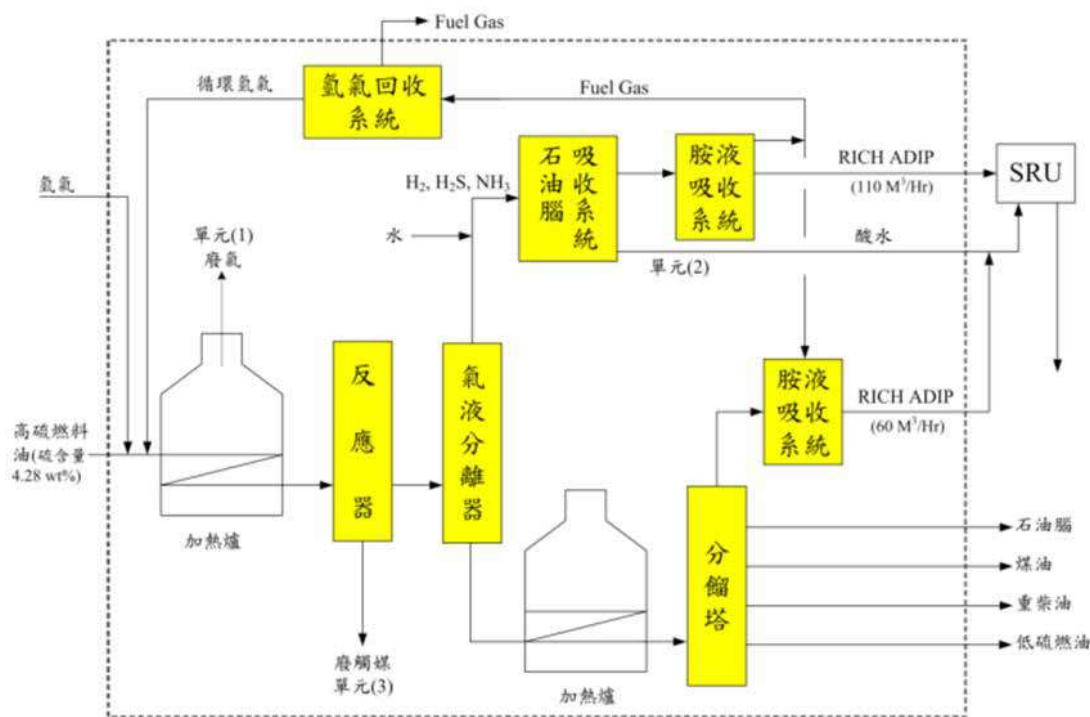 Fuel Gas
循環氫氣
氫氣回收
系統
Fuel Gas
氫氣
H₂, H₂S, NH₃
石油腦
吸收系統
胺液
吸收
系統
RICH ADIP
(110 M³/Hr)
SRU
水
酸水
單元(2)
單元(1)
廢氣
反應器
氣液分離器
胺液
吸收
系統
RICH ADIP
(60 M³/Hr)
高硫燃料
油(硫含量
4.28 wt%)
加熱爐
分餾塔
石油腦
煤油
重柴油
低硫燃油
廢觸媒
單元(3)
加熱爐